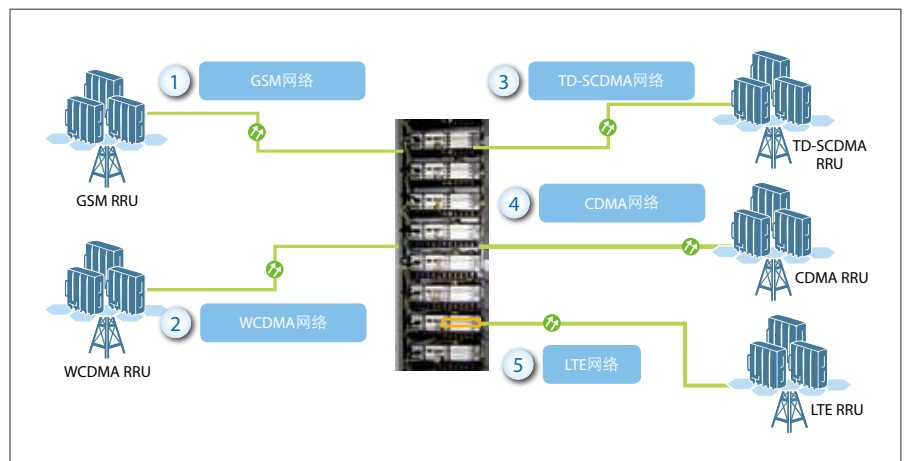 1
GSM网络
GSM RRU
2
WCDMA网络
WCDMA RRU
3
TD-SCDMA网络
TD-SCDMA
RRU
4
CDMA网络
CDMA RRU
5
LTE网络
LTE RRU